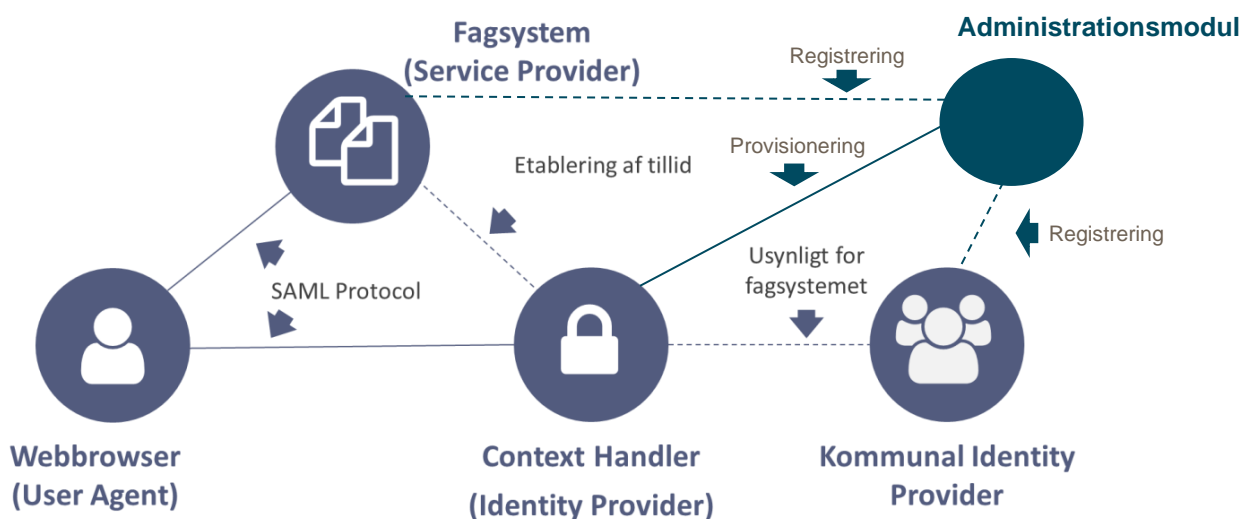 Administrationsmodul
Fagsystem
(Service Provider)
Registrering
Provisionering
Etablering af tillid
Registrering
Usynligt for
fagsystemet
SAML Protocol
Webbrowser
(User Agent)
Context Handler
(Identity Provider)
Kommunal Identity
Provider